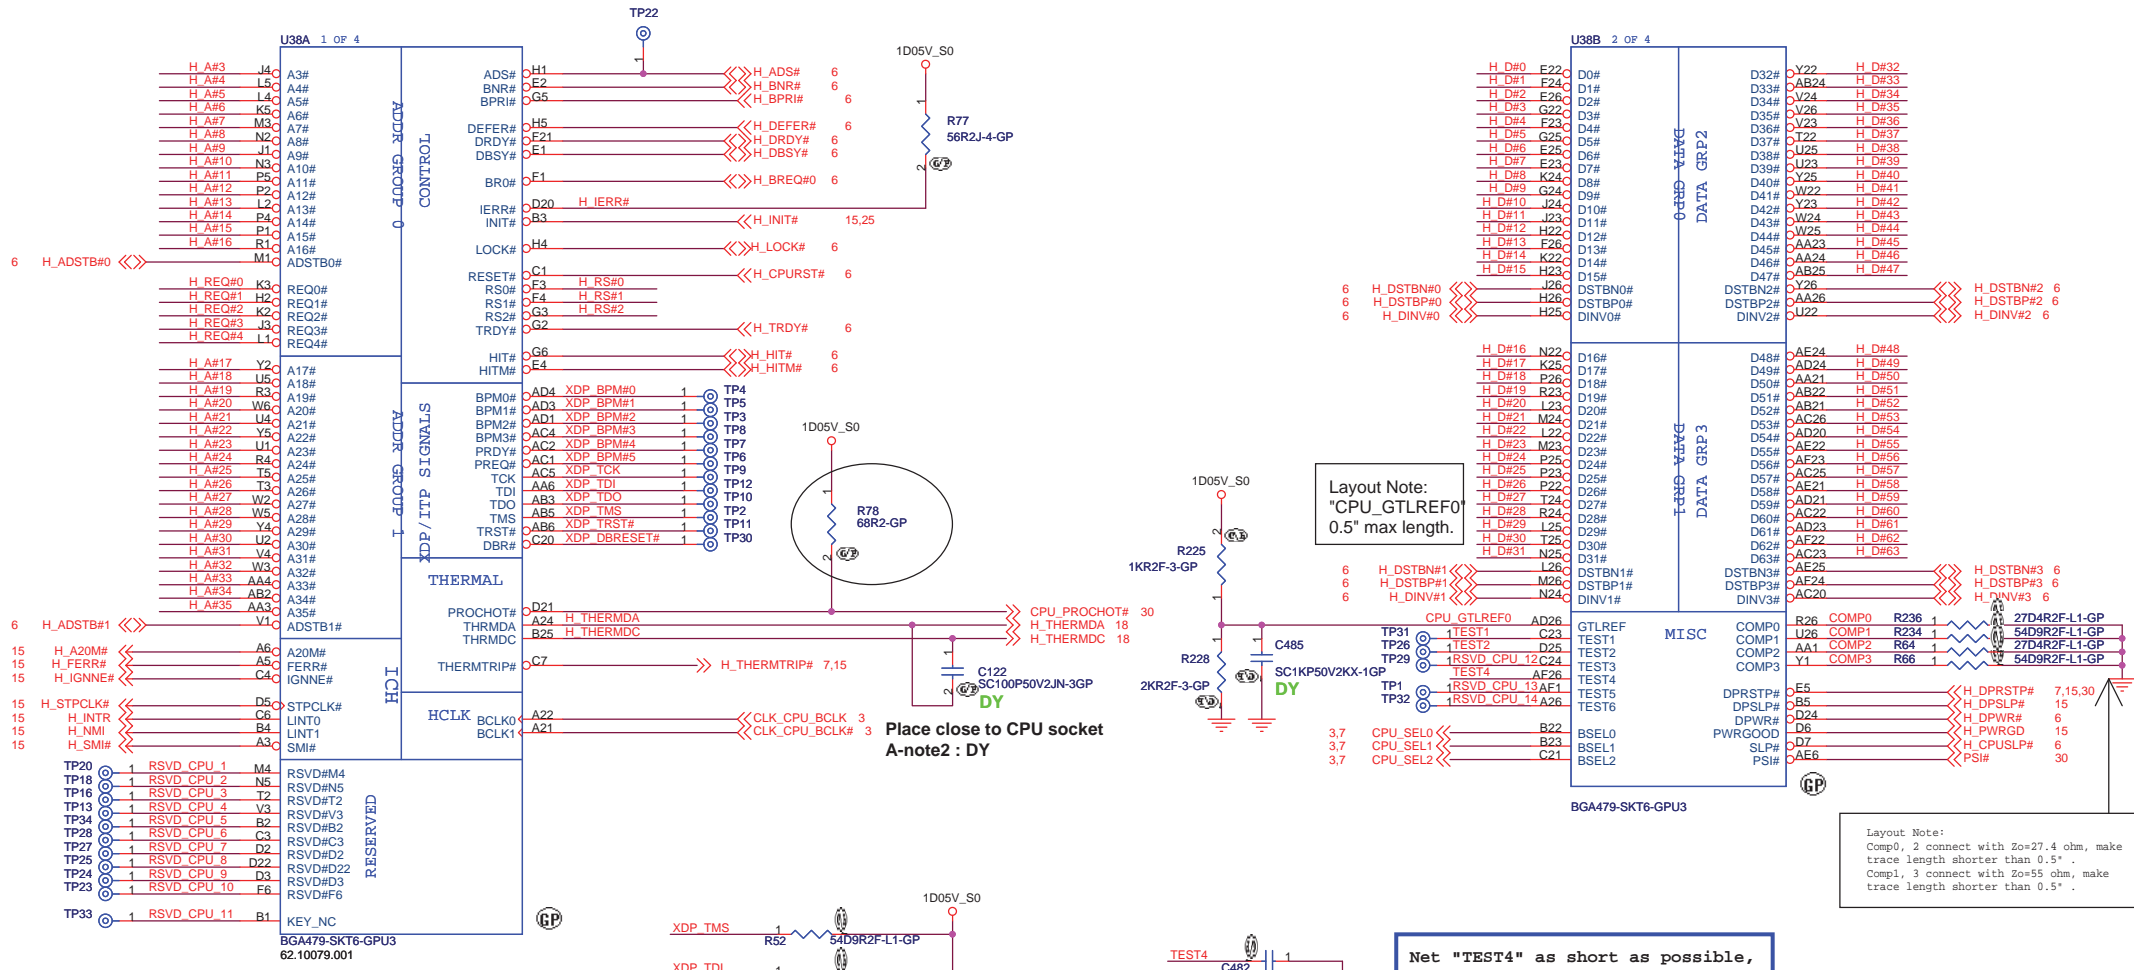 TP22
U38A 1 OF 4
1D05V_S0
U38B 2 OF 4
ADDR GROUP 0
CONTROL
H_A#3 J4 A3#
H_A#4 L5 A4#
H_A#5 L4 A5#
H_A#6 K5 A6#
H_A#7 M3 A7#
H_A#8 N2 A8#
H_A#9 J1 A9#
H_A#10 N3 A10#
H_A#11 P5 A11#
H_A#12 P2 A12#
H_A#13 L2 A13#
H_A#14 P4 A14#
H_A#15 P1 A15#
H_A#16 R1 A16#
6 H_ADSTB#0 M1 ADSTB0#
H_REQ#0 K3 REQ0#
H_REQ#1 H2 REQ1#
H_REQ#2 K2 REQ2#
H_REQ#3 J3 REQ3#
H_REQ#4 L1 REQ4#
ADDR GROUP 1
H_A#17 Y2 A17#
H_A#18 U5 A18#
H_A#19 R3 A19#
H_A#20 W6 A20#
H_A#21 U4 A21#
H_A#22 Y5 A22#
H_A#23 U1 A23#
H_A#24 R4 A24#
H_A#25 T5 A25#
H_A#26 T3 A26#
H_A#27 W2 A27#
H_A#28 W5 A28#
H_A#29 Y4 A29#
H_A#30 U2 A30#
H_A#31 V4 A31#
H_A#32 W3 A32#
H_A#33 AA4 A33#
H_A#34 AB2 A34#
H_A#35 AA3 A35#
6 H_ADSTB#1 V1 ADSTB1#
ICH
15 H_A20M# A6 A20M#
15 H_FERR# A5 FERR#
15 H_IGNNE# C4 IGNNE#
15 H_STPCLK# D5 STPCLK#
15 H_INTR C6 LINT0
15 H_NMI B4 LINT1
15 H_SMI# A3 SMI#
RESERVED
TP20 1 RSVD_CPU_1 M4 RSVD#M4
TP18 1 RSVD_CPU_2 N5 RSVD#N5
TP16 1 RSVD_CPU_3 T2 RSVD#T2
TP13 1 RSVD_CPU_4 V3 RSVD#V3
TP34 1 RSVD_CPU_5 B2 RSVD#B2
TP28 1 RSVD_CPU_6 C3 RSVD#C3
TP27 1 RSVD_CPU_7 D2 RSVD#D2
TP25 1 RSVD_CPU_8 D22 RSVD#D22
TP24 1 RSVD_CPU_9 D3 RSVD#D3
TP23 1 RSVD_CPU_10 F6 RSVD#F6
TP33 1 RSVD_CPU_11 B1 KEY_NC
BGA479-SKT6-GPU3
62.10079.001
GP
1
ADS# H1 H_ADS# 6
BNR# E2 H_BNR# 6
BPRI# G5 H_BPRI# 6
DEFER# H5 H_DEFER# 6
DRDY# F21 H_DRDY# 6
DBSY# E1 H_DBSY# 6
BR0# F1 H_BREQ#0 6
IERR# D20 H_IERR#
INIT# B3 H_INIT# 15,25
LOCK# H4 H_LOCK# 6
RESET# C1 H_CPURST# 6
RS0# F3 H_RS#0
RS1# F4 H_RS#1
RS2# G3 H_RS#2
TRDY# G2 H_TRDY# 6
HIT# G6 H_HIT# 6
HITM# E4 H_HITM# 6
1
R77
56R2J-4-GP
2 G/P
XDP/ITP SIGNALS
BPM0# AD4 XDP_BPM#0 1 TP4
BPM1# AD3 XDP_BPM#1 1 TP5
BPM2# AD1 XDP_BPM#2 1 TP3
BPM3# AC4 XDP_BPM#3 1 TP8
PRDY# AC2 XDP_BPM#4 1 TP7
PREQ# AC1 XDP_BPM#5 1 TP6
TCK AC5 XDP_TCK 1 TP9
TDI AA6 XDP_TDI 1 TP12
TDO AB3 XDP_TDO 1 TP10
TMS AB5 XDP_TMS 1 TP2
TRST# AB6 XDP_TRST# 1 TP11
DBR# C20 XDP_DBRESET# 1 TP30
1D05V_S0
1
R78
68R2-GP
2 G/P
THERMAL
PROCHOT# D21 CPU_PROCHOT# 30
THRMDA A24 H_THERMDA H_THERMDA 18
THRMDC B25 H_THERMDC H_THERMDC 18
THERMTRIP# C7 H_THERMTRIP# 7,15
1
C122
SC100P50V2JN-3GP
2 G/P
DY
HCLK
BCLK0 A22 CLK_CPU_BCLK 3
BCLK1 A21 CLK_CPU_BCLK# 3
Place close to CPU socket
A-note2 : DY
1D05V_S0
XDP_TMS R52 54D9R2F-L1-GP
XDP_TDI 1
DATA GRP0
DATA GRP2
H_D#0 E22 D0#
H_D#1 F24 D1#
H_D#2 E26 D2#
H_D#3 G22 D3#
H_D#4 F23 D4#
H_D#5 G25 D5#
H_D#6 E25 D6#
H_D#7 E23 D7#
H_D#8 K24 D8#
H_D#9 G24 D9#
H_D#10 J24 D10#
H_D#11 J23 D11#
H_D#12 H22 D12#
H_D#13 F26 D13#
H_D#14 K22 D14#
H_D#15 H23 D15#
6 H_DSTBN#0 J26 DSTBN0#
6 H_DSTBP#0 H26 DSTBP0#
6 H_DINV#0 H25 DINV0#
D32# Y22 H_D#32
D33# AB24 H_D#33
D34# V24 H_D#34
D35# V26 H_D#35
D36# V23 H_D#36
D37# T22 H_D#37
D38# U25 H_D#38
D39# U23 H_D#39
D40# Y25 H_D#40
D41# W22 H_D#41
D42# Y23 H_D#42
D43# W24 H_D#43
D44# W25 H_D#44
D45# AA23 H_D#45
D46# AA24 H_D#46
D47# AB25 H_D#47
DSTBN2# Y26 H_DSTBN#2 6
DSTBP2# AA26 H_DSTBP#2 6
DINV2# U22 H_DINV#2 6
DATA GRP1
DATA GRP3
H_D#16 N22 D16#
H_D#17 K25 D17#
H_D#18 P26 D18#
H_D#19 R23 D19#
H_D#20 L23 D20#
H_D#21 M24 D21#
H_D#22 L22 D22#
H_D#23 M23 D23#
H_D#24 P25 D24#
H_D#25 P23 D25#
H_D#26 P22 D26#
H_D#27 T24 D27#
H_D#28 R24 D28#
H_D#29 L25 D29#
H_D#30 T25 D30#
H_D#31 N25 D31#
6 H_DSTBN#1 L26 DSTBN1#
6 H_DSTBP#1 M26 DSTBP1#
6 H_DINV#1 N24 DINV1#
D48# AE24 H_D#48
D49# AD24 H_D#49
D50# AA21 H_D#50
D51# AB22 H_D#51
D52# AB21 H_D#52
D53# AC26 H_D#53
D54# AD20 H_D#54
D55# AE22 H_D#55
D56# AF23 H_D#56
D57# AC25 H_D#57
D58# AE21 H_D#58
D59# AD21 H_D#59
D60# AC22 H_D#60
D61# AD23 H_D#61
D62# AF22 H_D#62
D63# AC23 H_D#63
DSTBN3# AE25 H_DSTBN#3 6
DSTBP3# AF24 H_DSTBP#3 6
DINV3# AC20 H_DINV#3 6
Layout Note:
"CPU_GTLREF0"
0.5" max length.
1D05V_S0
2
R225
1KR2F-3-GP
1
1
R228
2KR2F-3-GP
2
1
C485
SC1KP50V2KX-1GP
DY
MISC
CPU_GTLREF0 AD26 GTLREF
TP31 1 TEST1 C23 TEST1
TP26 1 TEST2 D25 TEST2
TP29 1 RSVD_CPU_12 C24 TEST3
TEST4 AF26 TEST4
TP1 1 RSVD_CPU_13 AF1 TEST5
TP32 1 RSVD_CPU_14 A26 TEST6
3,7 CPU_SEL0 B22 BSEL0
3,7 CPU_SEL1 B23 BSEL1
3,7 CPU_SEL2 C21 BSEL2
COMP0 R26 COMP0 R236 1 27D4R2F-L1-GP
COMP1 U26 COMP1 R234 1 54D9R2F-L1-GP
COMP2 AA1 COMP2 R64 1 27D4R2F-L1-GP
COMP3 Y1 COMP3 R66 1 54D9R2F-L1-GP
DPRSTP# E5 H_DPRSTP# 7,15,30
DPSLP# B5 H_DPSLP# 15
DPWR# D24 H_DPWR# 6
PWRGOOD D6 H_PWRGD 15
SLP# D7 H_CPUSLP# 6
PSI# AE6 PSI# 30
GP
BGA479-SKT6-GPU3
Layout Note:
Comp0, 2 connect with Zo=27.4 ohm, make
trace length shorter than 0.5" .
Comp1, 3 connect with Zo=55 ohm, make
trace length shorter than 0.5" .
TEST4 C482 1
Net "TEST4" as short as possible,